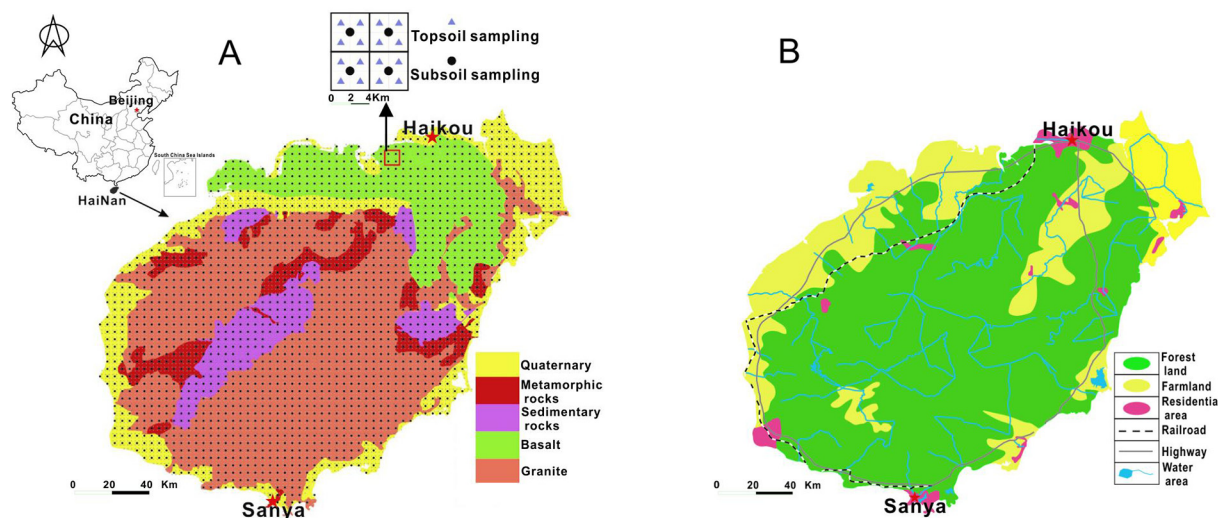 A
Topsoil sampling
Subsoil sampling
0 2 4Km
Beijing
China
South China Sea Islands
HaiNan
Haikou
Quaternary
Metamorphic
rocks
Sedimentary
rocks
Basalt
Granite
0 20 40 Km
Sanya
B
Haikou
Forest
land
Farmland
Residentia
area
Railroad
Highway
Water
area
0 20 40 Km
Sanya